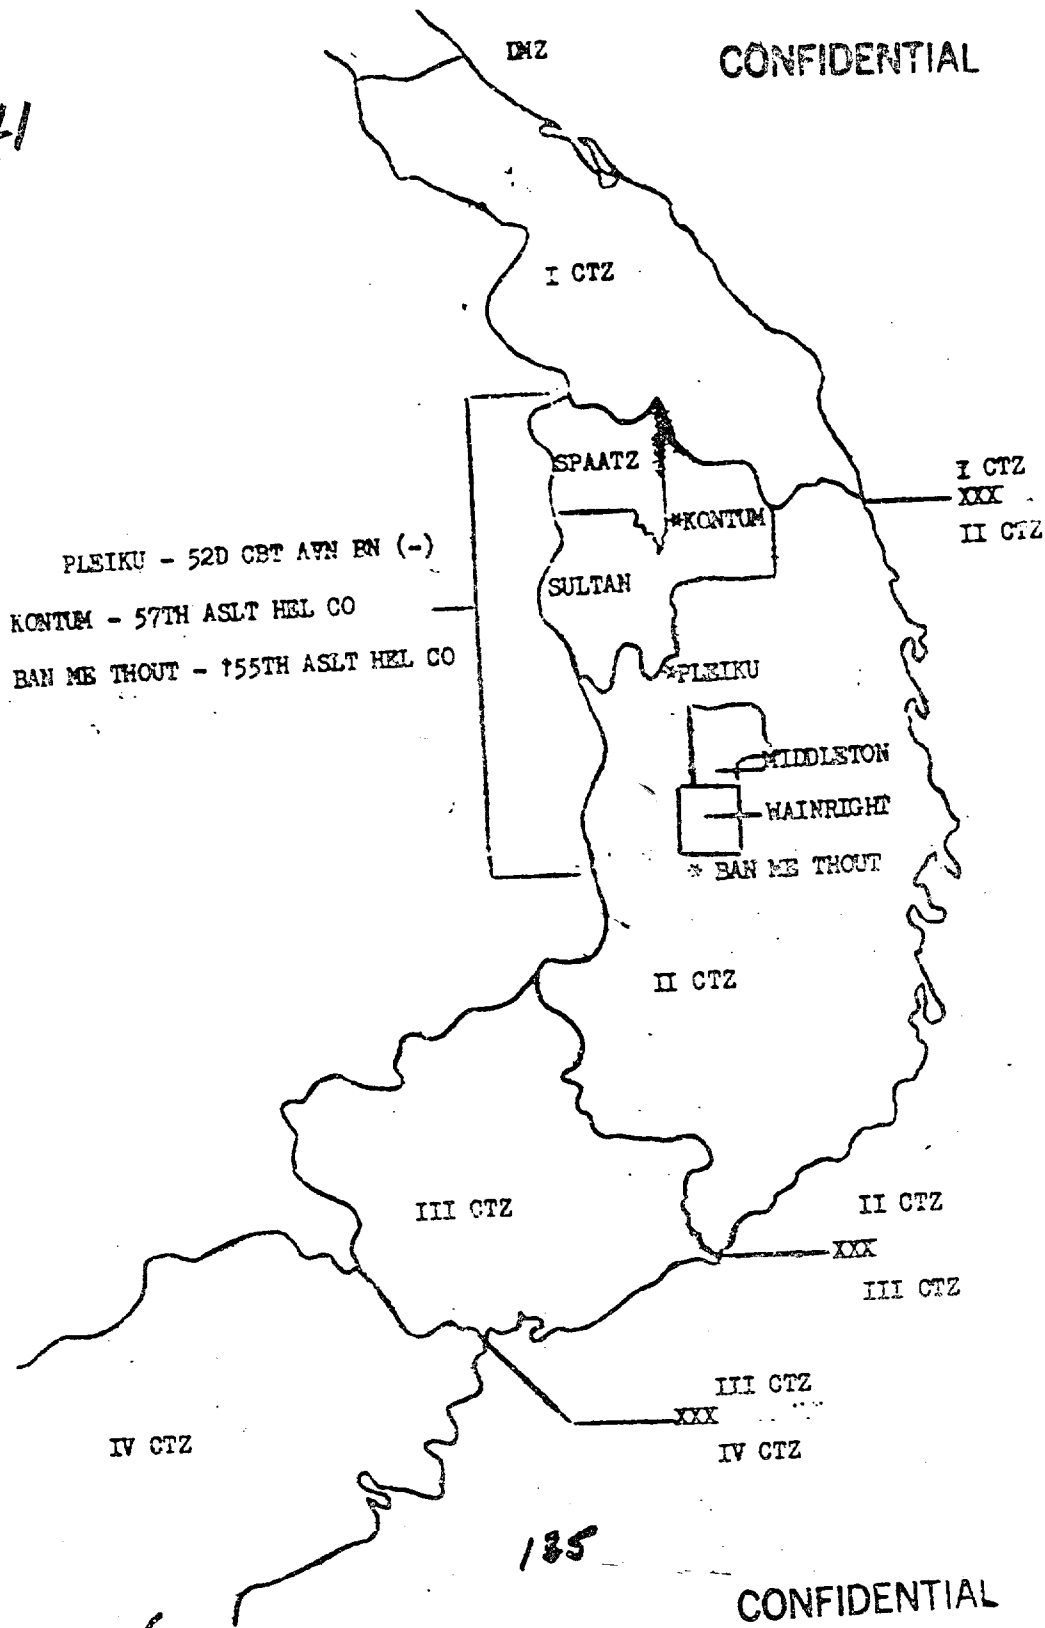 DMZ
CONFIDENTIAL
I CTZ
SPAATZ
I CTZ
XXX
II CTZ
*KONTUM
PLEIKU - 52D CBT AVN BN (-)
KONTUM - 57TH ASLT HEL CO
BAN ME THOUT - 155TH ASLT HEL CO
SULTAN
*PLEIKU
MIDDLETON
WAINRIGHT
* BAN ME THOUT
II CTZ
III CTZ
II CTZ
XXX
III CTZ
III CTZ
XXX
IV CTZ
IV CTZ
135
CONFIDENTIAL